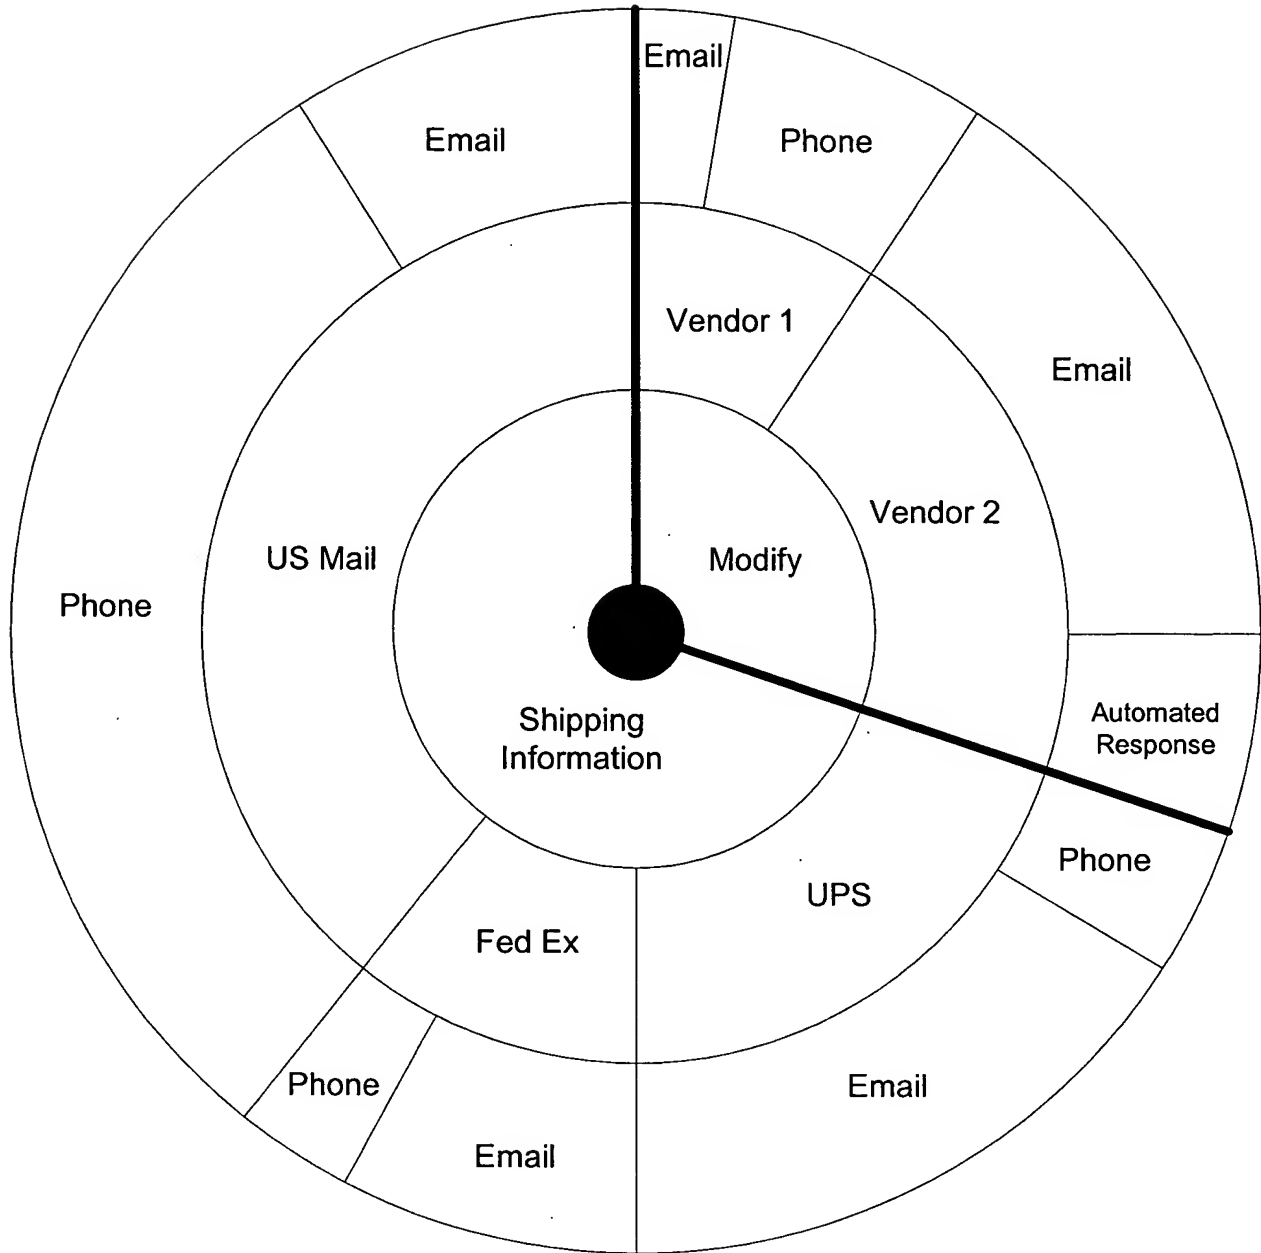 Email
Email
Phone
Vendor 1
Email
Vendor 2
US Mail
Modify
Phone
Shipping
Information
Automated
Response
Phone
UPS
Fed Ex
Phone
Email
Email